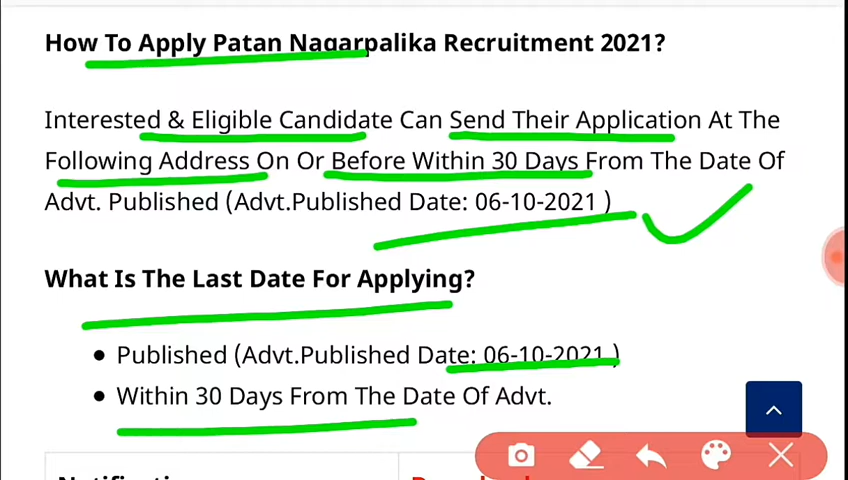 How To Apply Patan Nagarpalika Recruitment 2021?
Interested & Eligible Candidate Can Send Their Application At The
Following Address On Or Before Within 30 Days From The Date Of
Advt. Published (Advt.Published Date: 06-10-2021 )
What Is The Last Date For Applying?
• Published (Advt.Published Date: 06-10-2021 )
• Within 30 Days From The Date Of Advt.